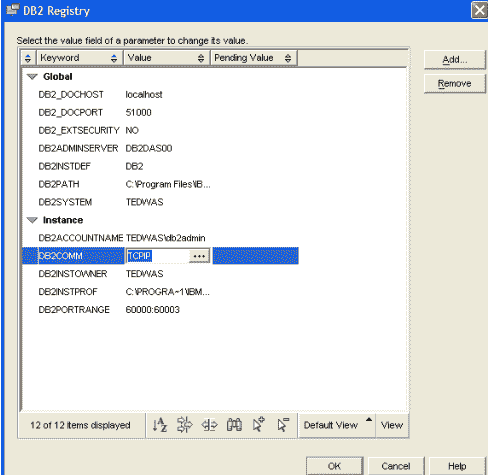 DB2 Registry
Select the value field of a parameter to change its value.
Keyword Value Pending Value
Add...
Remove
Global
DB2_DOCHOST localhost
DB2_DOCPORT 51000
DB2_EXTSECURITY NO
DB2ADMINSERVER DB2DAS00
DB2INSTDEF DB2
DB2PATH C:\Program Files\IB...
DB2SYSTEM TEDWAS
Instance
DB2ACCOUNTNAME TEDWAS\db2admin
DB2COMM TCPIP ...
DB2INSTOWNER TEDWAS
DB2INSTPROF C:\PROGRA~1\IBM...
DB2PORTRANGE 60000:60003
12 of 12 items displayed Default View View
OK Cancel Help